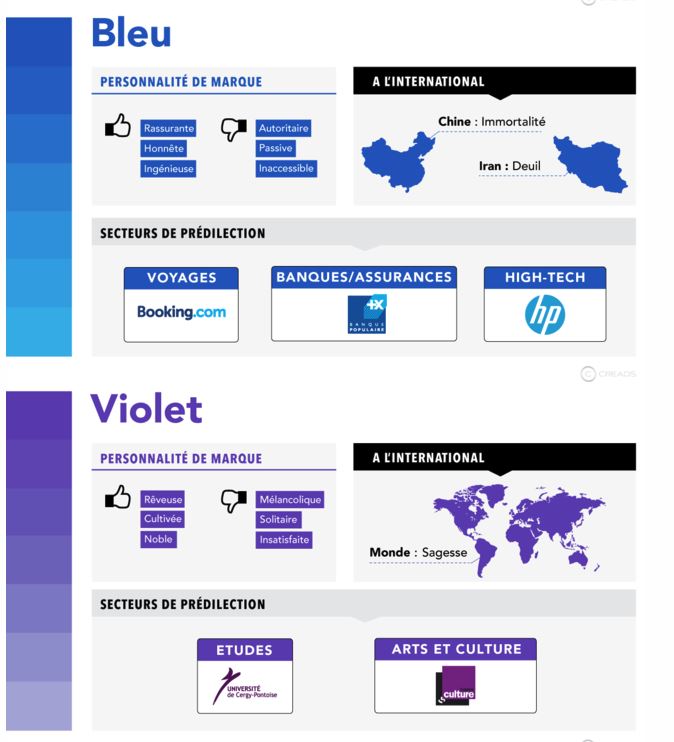 Bleu
PERSONNALITÉ DE MARQUE
Rassurante
Honnête
Ingénieuse
Autoritaire
Passive
Inaccessible
A L'INTERNATIONAL
Chine : Immortalité
Iran : Deuil
SECTEURS DE PRÉDILECTION
VOYAGES
Booking.com
BANQUES/ASSURANCES
+X
BANQUE
POPULAIRE
HIGH-TECH
hp
© CREADS
Violet
PERSONNALITÉ DE MARQUE
Rêveuse
Cultivée
Noble
Mélancolique
Solitaire
Insatisfaite
A L'INTERNATIONAL
Monde : Sagesse
SECTEURS DE PRÉDILECTION
ETUDES
UNIVERSITÉ
de Cergy-Pontoise
ARTS ET CULTURE
culture